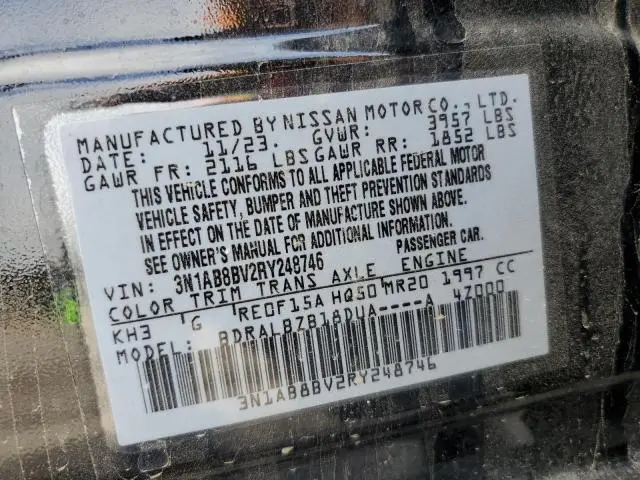 MANUFACTURED BY NISSAN MOTOR CO., LTD.
DATE: 11/23. GVWR: 3957 LBS
GAWR FR: 2116 LBS GAWR RR: 1852 LBS
THIS VEHICLE CONFORMS TO ALL APPLICABLE FEDERAL MOTOR
VEHICLE SAFETY, BUMPER AND THEFT PREVENTION STANDARDS
IN EFFECT ON THE DATE OF MANUFACTURE SHOWN ABOVE.
SEE OWNER'S MANUAL FOR ADDITIONAL INFORMATION.
VIN: 3N1AB8BV2RY248746 PASSENGER CAR.
COLOR TRIM TRANS AXLE ENGINE
KH3 G RE0F15A HQ50 MR20 1997 CC
MODEL: BDRALBZB18DUA----A 4Z000
3N1AB8BV2RY248746